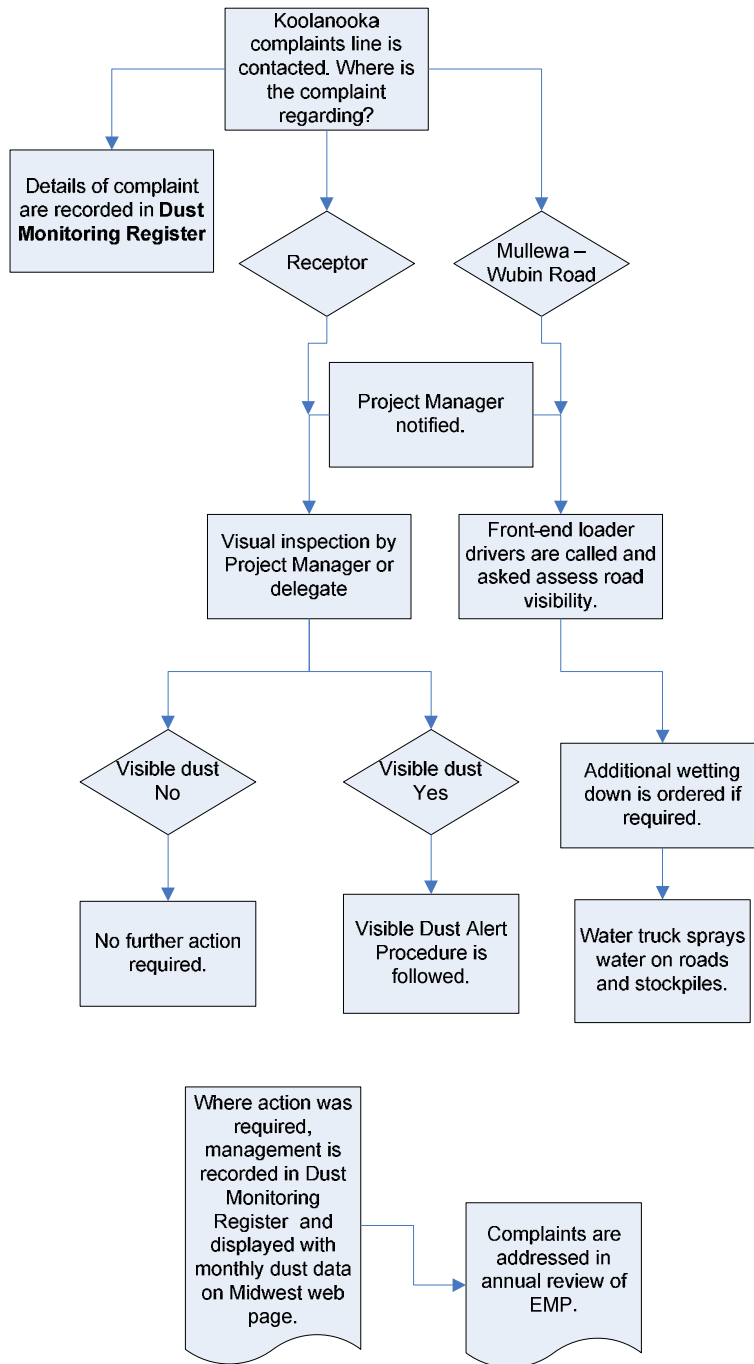 Koolanooka
complaints line is
contacted. Where is
the complaint
regarding?
Details of complaint
are recorded in Dust
Monitoring Register
Receptor
Mullewa –
Wubin Road
Project Manager
notified.
Visual inspection by
Project Manager or
delegate
Front-end loader
drivers are called and
asked assess road
visibility.
Visible dust
No
Visible dust
Yes
Additional wetting
down is ordered if
required.
No further action
required.
Visible Dust Alert
Procedure is
followed.
Water truck sprays
water on roads
and stockpiles.
Where action was
required,
management is
recorded in Dust
Monitoring
Register and
displayed with
monthly dust data
on Midwest web
page.
Complaints are
addressed in
annual review of
EMP.